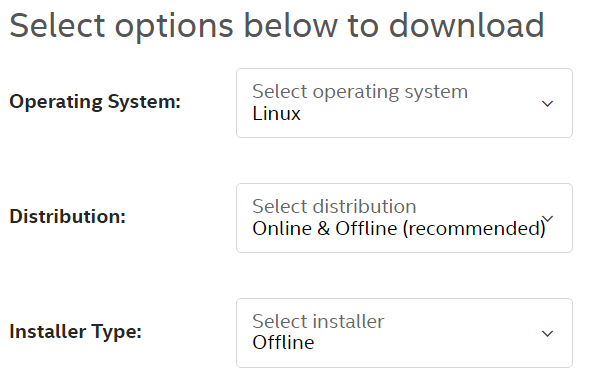 Select options below to download
Operating System:
Select operating system
Linux
Distribution:
Select distribution
Online & Offline (recommended)
Installer Type:
Select installer
Offline